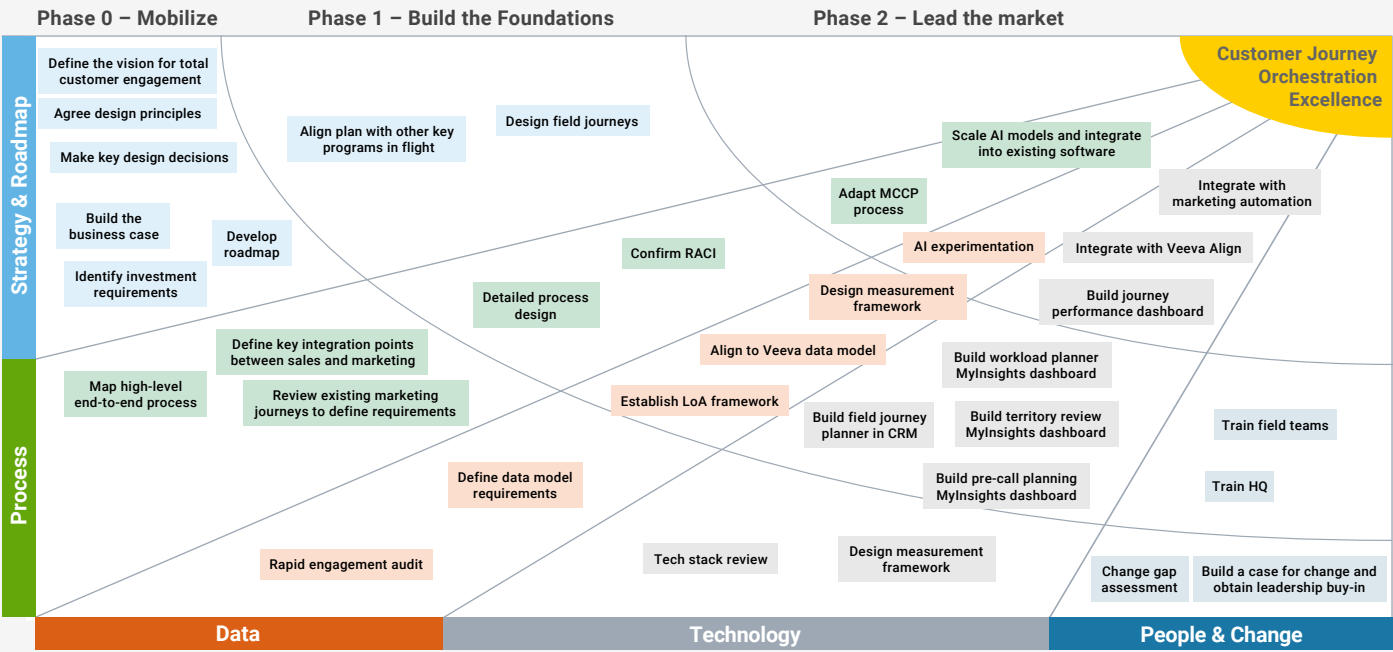 Phase 0 – Mobilize
Phase 1 – Build the Foundations
Phase 2 – Lead the market
Customer Journey
Orchestration
Excellence
Strategy & Roadmap
Define the vision for total
customer engagement
Agree design principles
Make key design decisions
Build the
business case
Develop
roadmap
Identify investment
requirements
Align plan with other key
programs in flight
Design field journeys
Process
Map high-level
end-to-end process
Define key integration points
between sales and marketing
Review existing marketing
journeys to define requirements
Detailed process
design
Confirm RACI
Adapt MCCP
process
Scale AI models and integrate
into existing software
Rapid engagement audit
Define data model
requirements
Establish LoA framework
Align to Veeva data model
Design measurement
framework
AI experimentation
Tech stack review
Design measurement
framework
Build pre-call planning
MyInsights dashboard
Build field journey
planner in CRM
Build territory review
MyInsights dashboard
Build workload planner
MyInsights dashboard
Build journey
performance dashboard
Integrate with Veeva Align
Integrate with
marketing automation
Train field teams
Train HQ
Change gap
assessment
Build a case for change and
obtain leadership buy-in
Data
Technology
People & Change